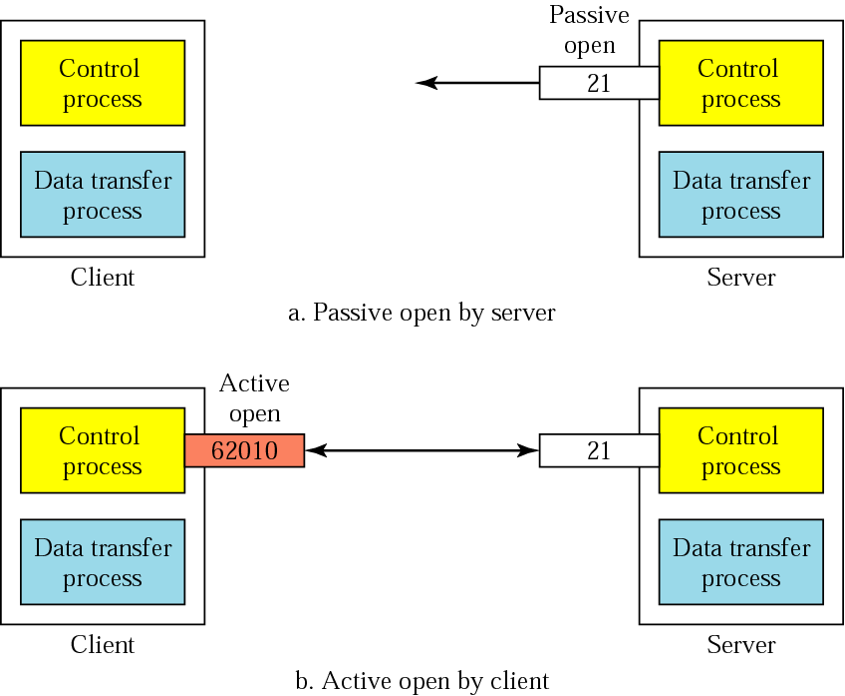 Passive
open
Control
process
21
Control
process
Data transfer
process
Data transfer
process
Client
Server
a. Passive open by server
Active
open
Control
process
62010
21
Control
process
Data transfer
process
Data transfer
process
Client
Server
b. Active open by client